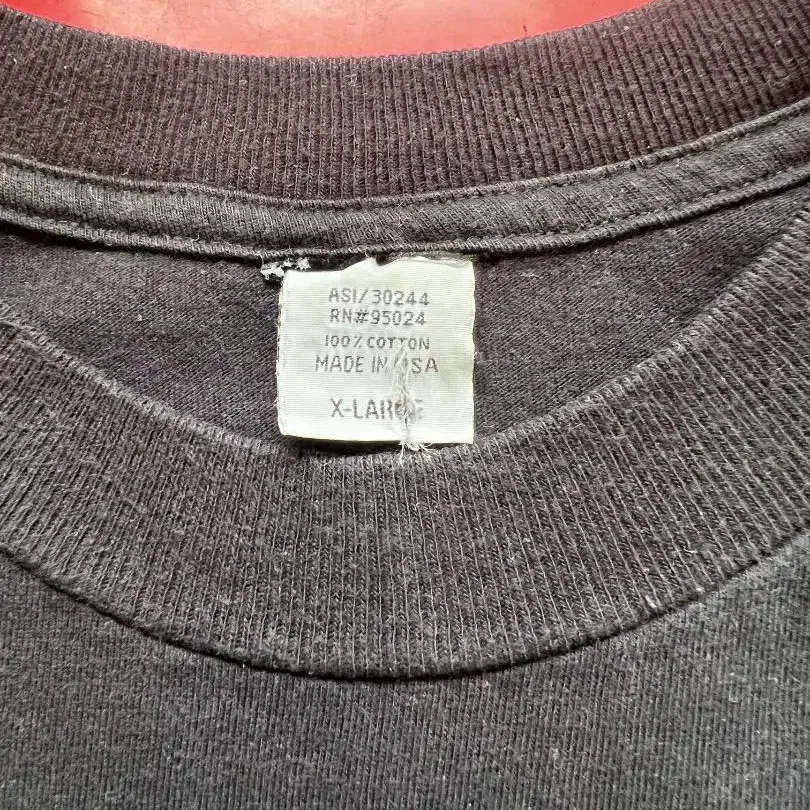 ASI/30244
RN#95024
100% COTTON
MADE IN USA
X-LARGE